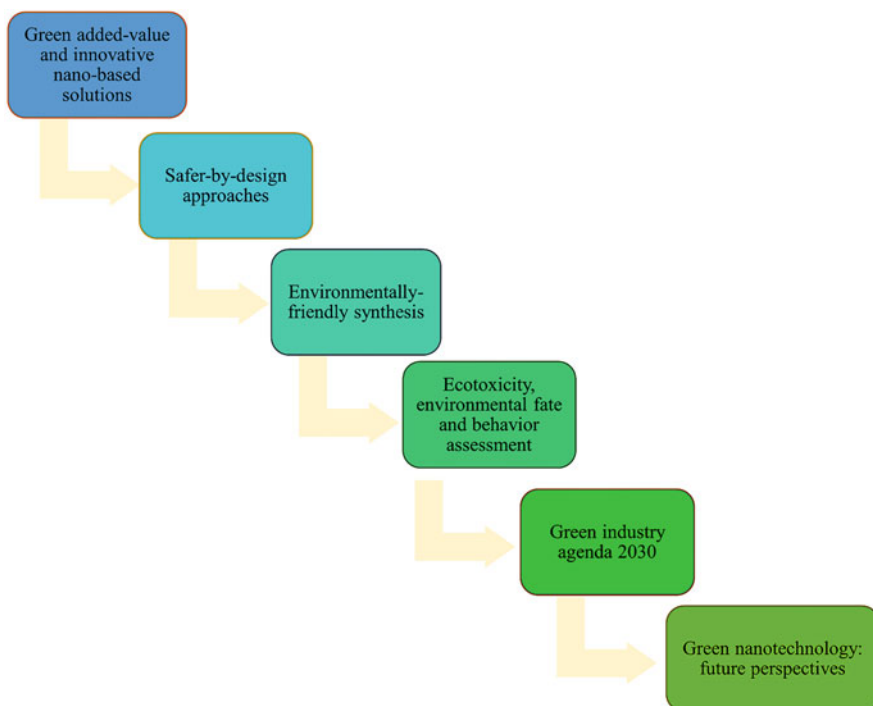 Green added-value
and innovative
nano-based
solutions
Safer-by-design
approaches
Environmentally-
friendly synthesis
Ecotoxicity,
environmental fate
and behavior
assessment
Green industry
agenda 2030
Green nanotechnology:
future perspectives